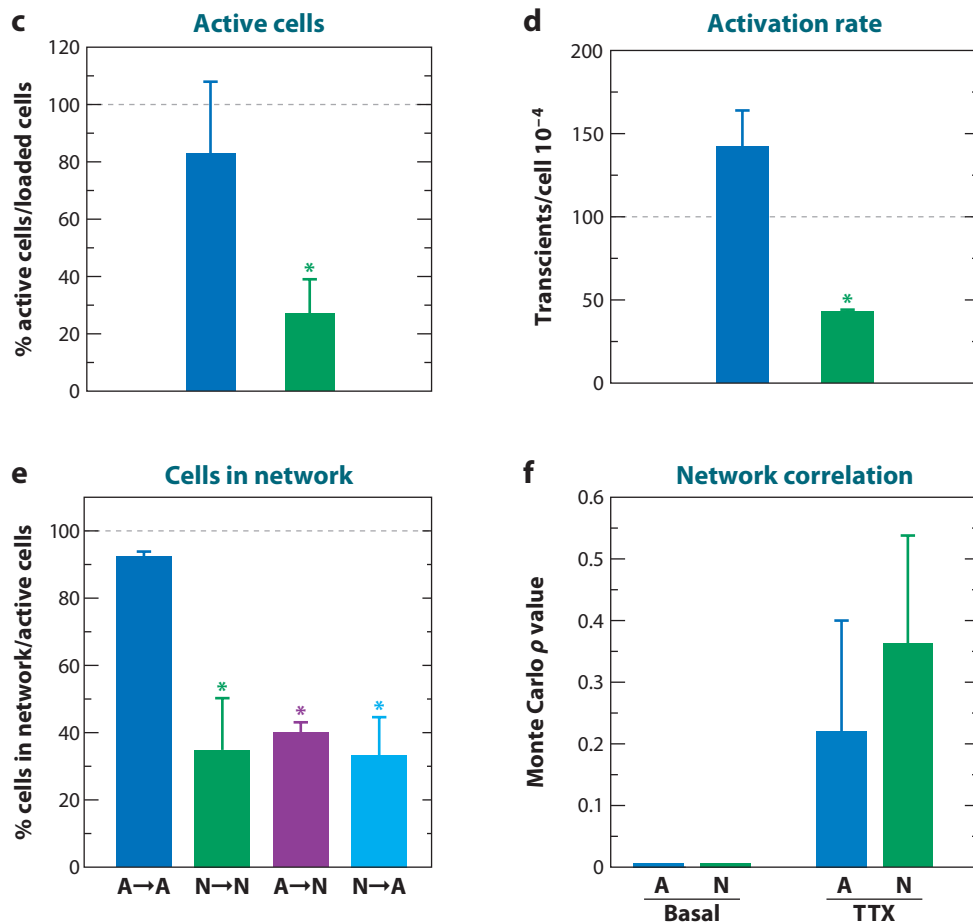 c Active cells
% active cells/loaded cells
120
100
80
60
40
20
0
*
d Activation rate
Transcients/cell 10⁻⁴
200
150
100
50
0
*
e Cells in network
% cells in network/active cells
100
80
60
40
20
0
* * *
A→A N→N A→N N→A
f Network correlation
Monte Carlo ρ value
0.6
0.5
0.4
0.3
0.2
0.1
0
A N A N
Basal TTX